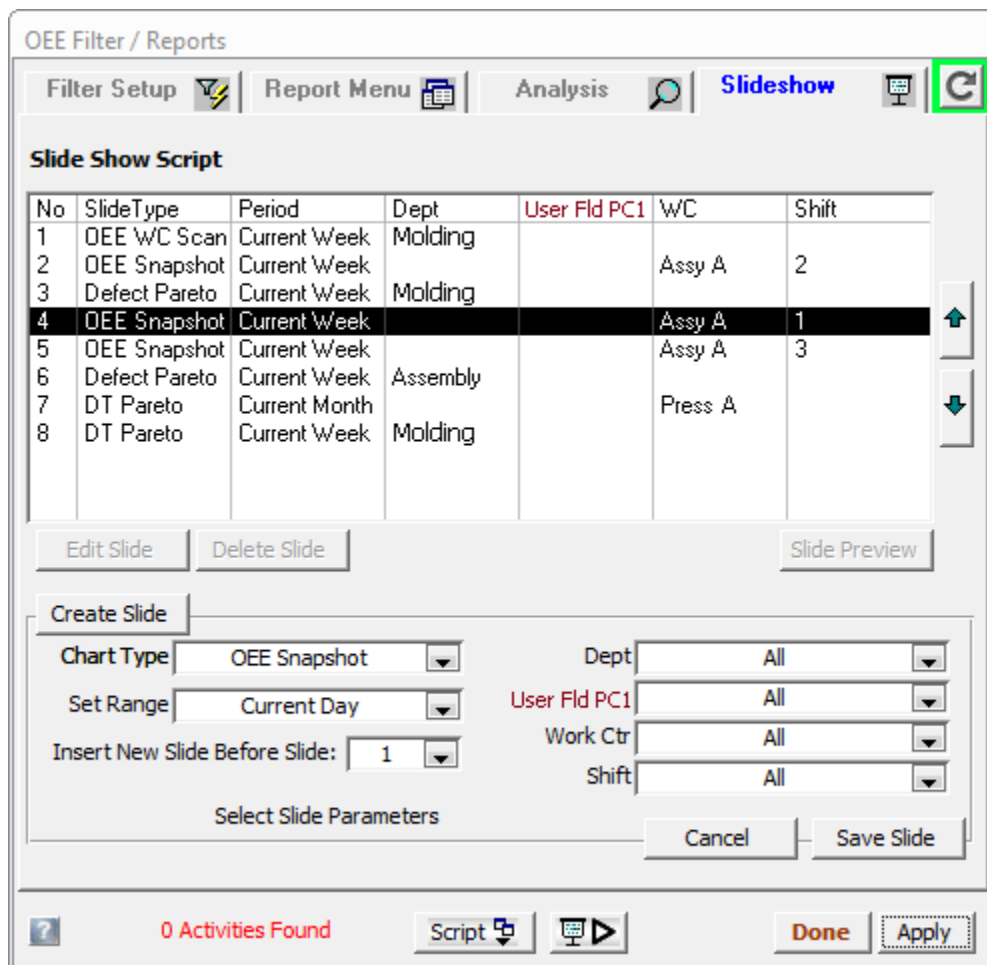 OEE Filter / Reports
Filter Setup Report Menu Analysis Slideshow
Slide Show Script
No SlideType Period Dept User Fld PC1 WC Shift
1 OEE WC Scan Current Week Molding
2 OEE Snapshot Current Week Assy A 2
3 Defect Pareto Current Week Molding
4 OEE Snapshot Current Week Assy A 1
5 OEE Snapshot Current Week Assy A 3
6 Defect Pareto Current Week Assembly
7 DT Pareto Current Month Press A
8 DT Pareto Current Week Molding
Edit Slide Delete Slide Slide Preview
Create Slide
Chart Type OEE Snapshot Dept All
Set Range Current Day User Fld PC1 All
Insert New Slide Before Slide: 1 Work Ctr All
Shift All
Select Slide Parameters
Cancel Save Slide
? 0 Activities Found Script Done Apply